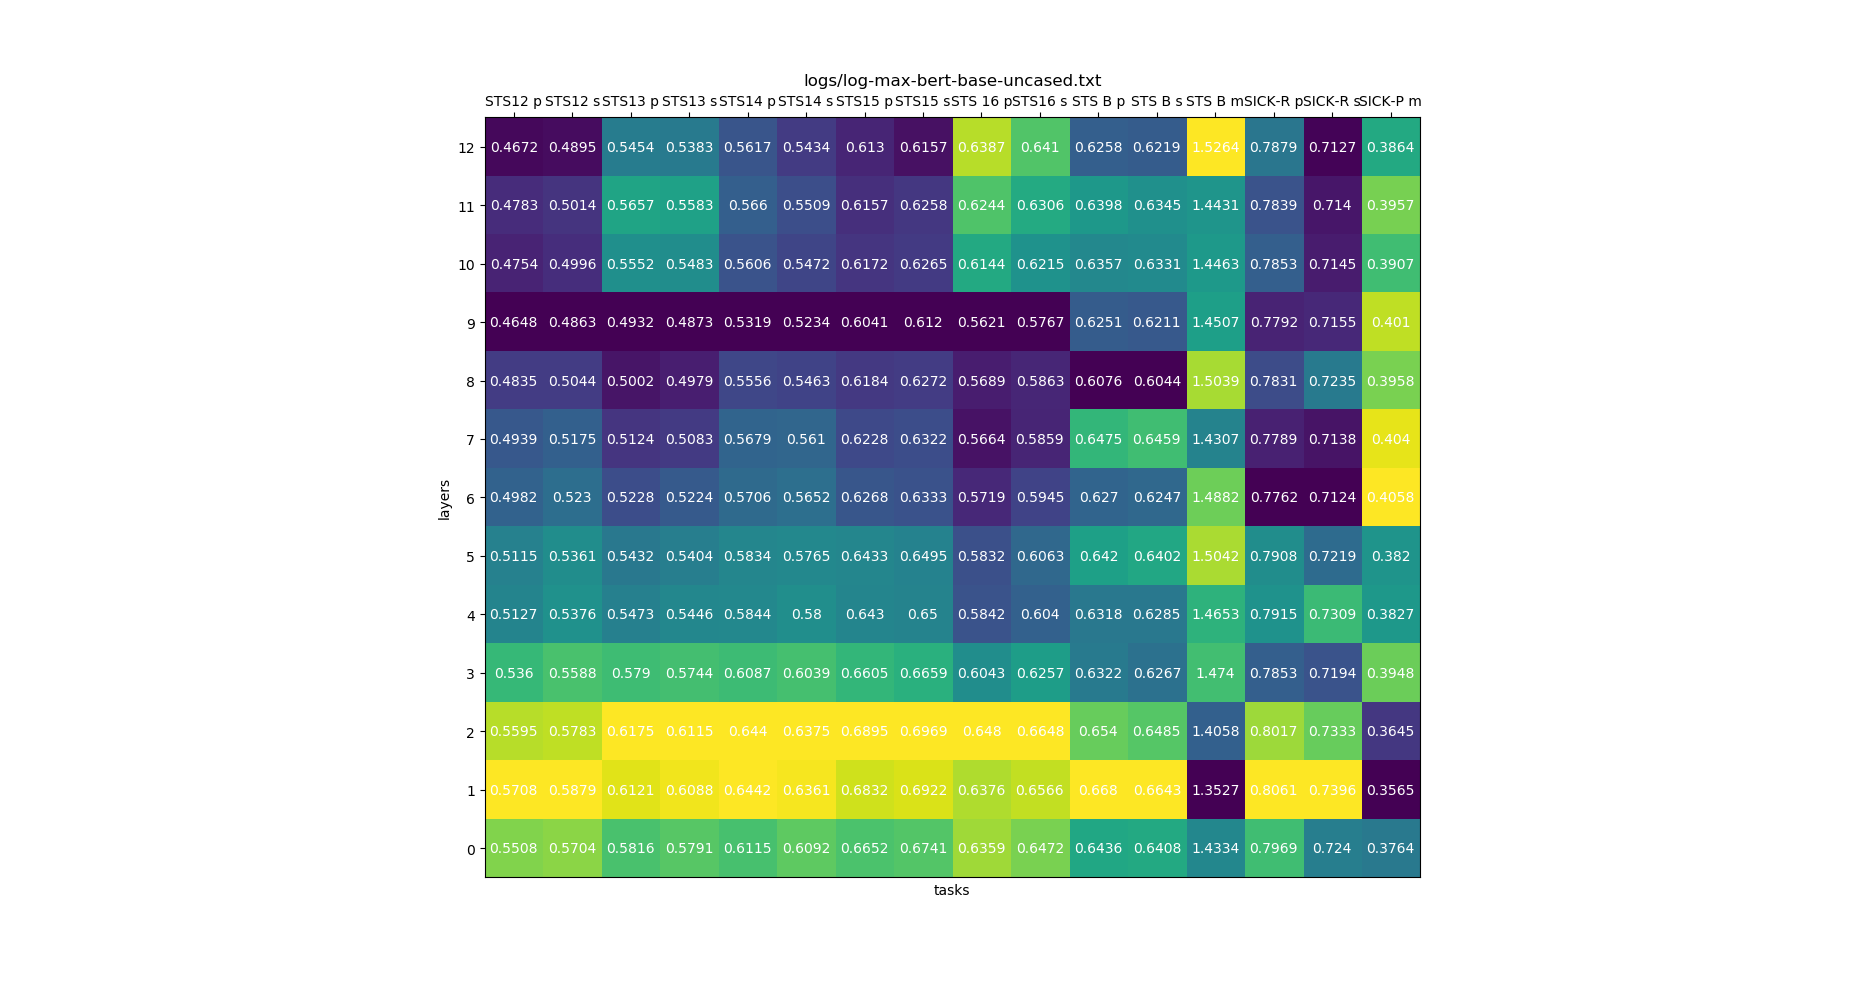 logs/log-max-bert-base-uncased.txt
STS12 p STS12 s STS13 p STS13 s STS14 p STS14 s STS15 p STS15 s STS 16 p STS16 s STS B p STS B s STS B m SICK-R p SICK-R s SICK-P m
12 0.4672 0.4895 0.5454 0.5383 0.5617 0.5434 0.613 0.6157 0.6387 0.641 0.6258 0.6219 1.5264 0.7879 0.7127 0.3864
11 0.4783 0.5014 0.5657 0.5583 0.566 0.5509 0.6157 0.6258 0.6244 0.6306 0.6398 0.6345 1.4431 0.7839 0.714 0.3957
10 0.4754 0.4996 0.5552 0.5483 0.5606 0.5472 0.6172 0.6265 0.6144 0.6215 0.6357 0.6331 1.4463 0.7853 0.7145 0.3907
9 0.4648 0.4863 0.4932 0.4873 0.5319 0.5234 0.6041 0.612 0.5621 0.5767 0.6251 0.6211 1.4507 0.7792 0.7155 0.401
8 0.4835 0.5044 0.5002 0.4979 0.5556 0.5463 0.6184 0.6272 0.5689 0.5863 0.6076 0.6044 1.5039 0.7831 0.7235 0.3958
7 0.4939 0.5175 0.5124 0.5083 0.5679 0.561 0.6228 0.6322 0.5664 0.5859 0.6475 0.6459 1.4307 0.7789 0.7138 0.404
6 0.4982 0.523 0.5228 0.5224 0.5706 0.5652 0.6268 0.6333 0.5719 0.5945 0.627 0.6247 1.4882 0.7762 0.7124 0.4058
layers
5 0.5115 0.5361 0.5432 0.5404 0.5834 0.5765 0.6433 0.6495 0.5832 0.6063 0.642 0.6402 1.5042 0.7908 0.7219 0.382
4 0.5127 0.5376 0.5473 0.5446 0.5844 0.58 0.643 0.65 0.5842 0.604 0.6318 0.6285 1.4653 0.7915 0.7309 0.3827
3 0.536 0.5588 0.579 0.5744 0.6087 0.6039 0.6605 0.6659 0.6043 0.6257 0.6322 0.6267 1.474 0.7853 0.7194 0.3948
2 0.5595 0.5783 0.6175 0.6115 0.644 0.6375 0.6895 0.6969 0.648 0.6648 0.654 0.6485 1.4058 0.8017 0.7333 0.3645
1 0.5708 0.5879 0.6121 0.6088 0.6442 0.6361 0.6832 0.6922 0.6376 0.6566 0.668 0.6643 1.3527 0.8061 0.7396 0.3565
0 0.5508 0.5704 0.5816 0.5791 0.6115 0.6092 0.6652 0.6741 0.6359 0.6472 0.6436 0.6408 1.4334 0.7969 0.724 0.3764
tasks